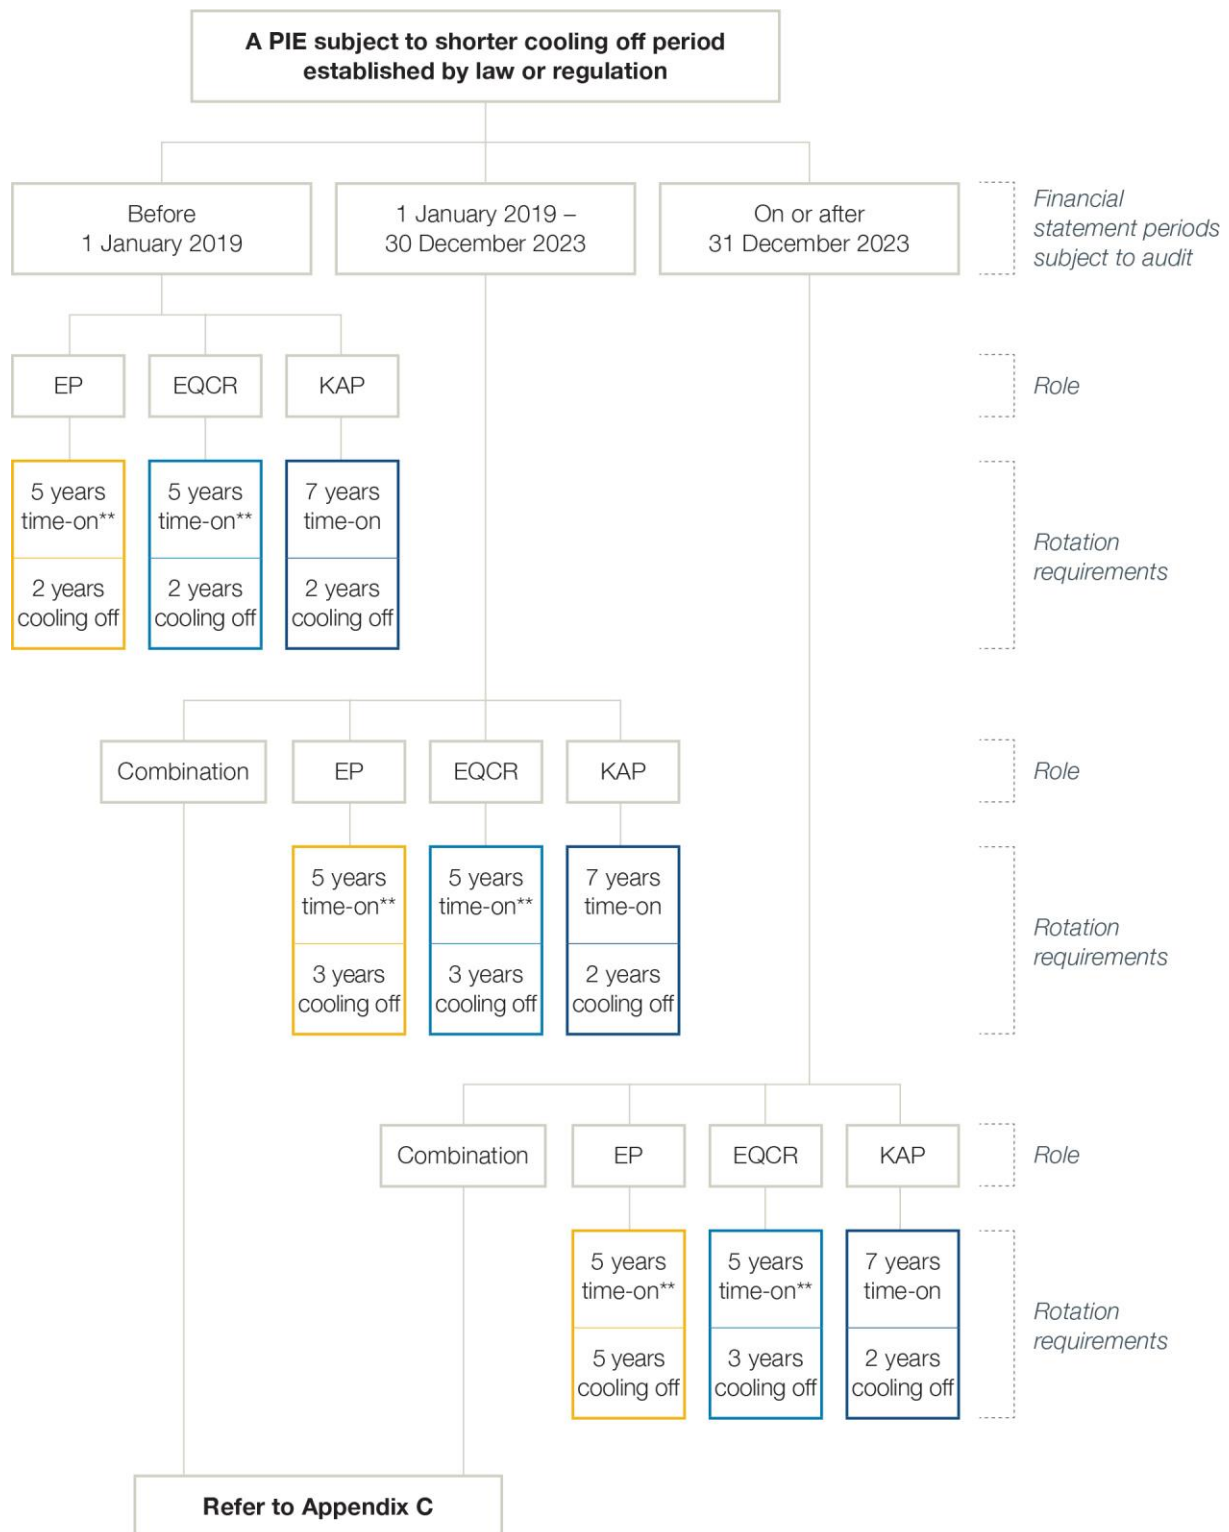 A PIE subject to shorter cooling off period
established by law or regulation
Before
1 January 2019
1 January 2019 –
30 December 2023
On or after
31 December 2023
Financial
statement periods
subject to audit
EP
EQCR
KAP
Role
5 years
time-on**
2 years
cooling off
5 years
time-on**
2 years
cooling off
7 years
time-on
2 years
cooling off
Rotation
requirements
Combination
EP
EQCR
KAP
Role
5 years
time-on**
3 years
cooling off
5 years
time-on**
3 years
cooling off
7 years
time-on
2 years
cooling off
Rotation
requirements
Combination
EP
EQCR
KAP
Role
5 years
time-on**
5 years
cooling off
5 years
time-on**
3 years
cooling off
7 years
time-on
2 years
cooling off
Rotation
requirements
Refer to Appendix C